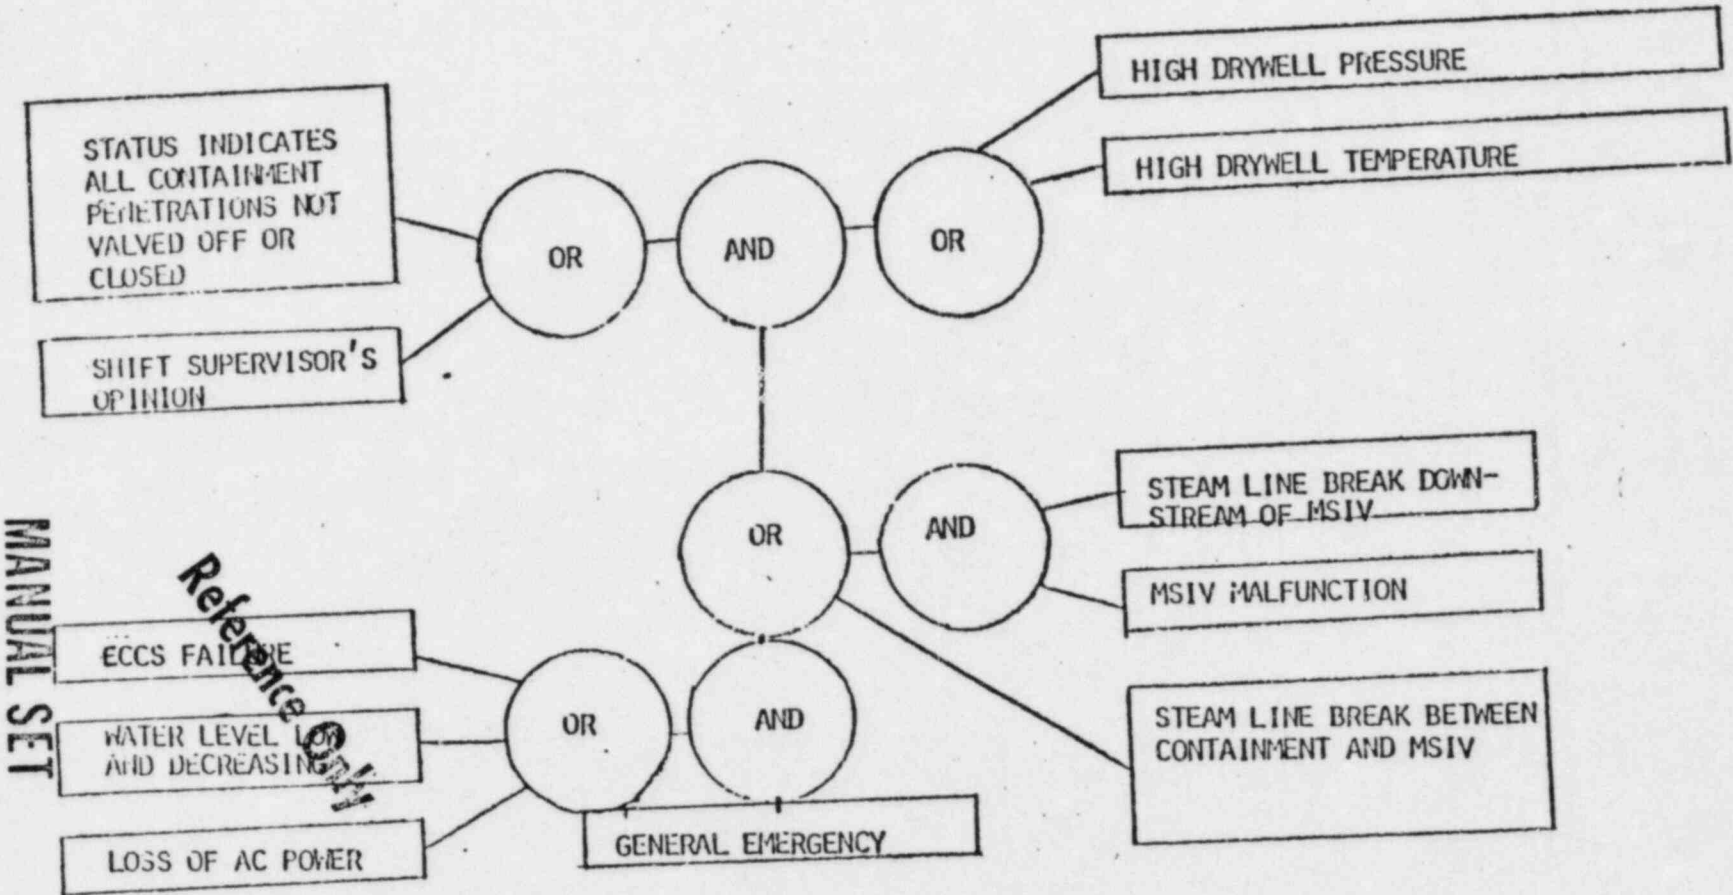 HIGH DRYWELL PRESSURE
HIGH DRYWELL TEMPERATURE
STATUS INDICATES
ALL CONTAINMENT
PENETRATIONS NOT
VALVED OFF OR
CLOSED
OR
AND
OR
SHIFT SUPERVISOR'S
OPINION
STEAM LINE BREAK DOWN-
STREAM OF MSIV
OR
AND
MSIV MALFUNCTION
MANUAL SET
Reference Only
ECCS FAILURE
STEAM LINE BREAK BETWEEN
CONTAINMENT AND MSIV
OR
AND
WATER LEVEL LOW
AND DECREASING
LOSS OF AC POWER
GENERAL EMERGENCY